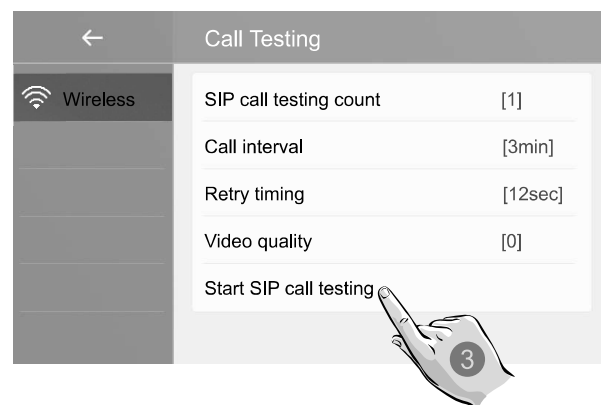 ← Call Testing
Wireless
SIP call testing count [1]
Call interval [3min]
Retry timing [12sec]
Video quality [0]
Start SIP call testing
3